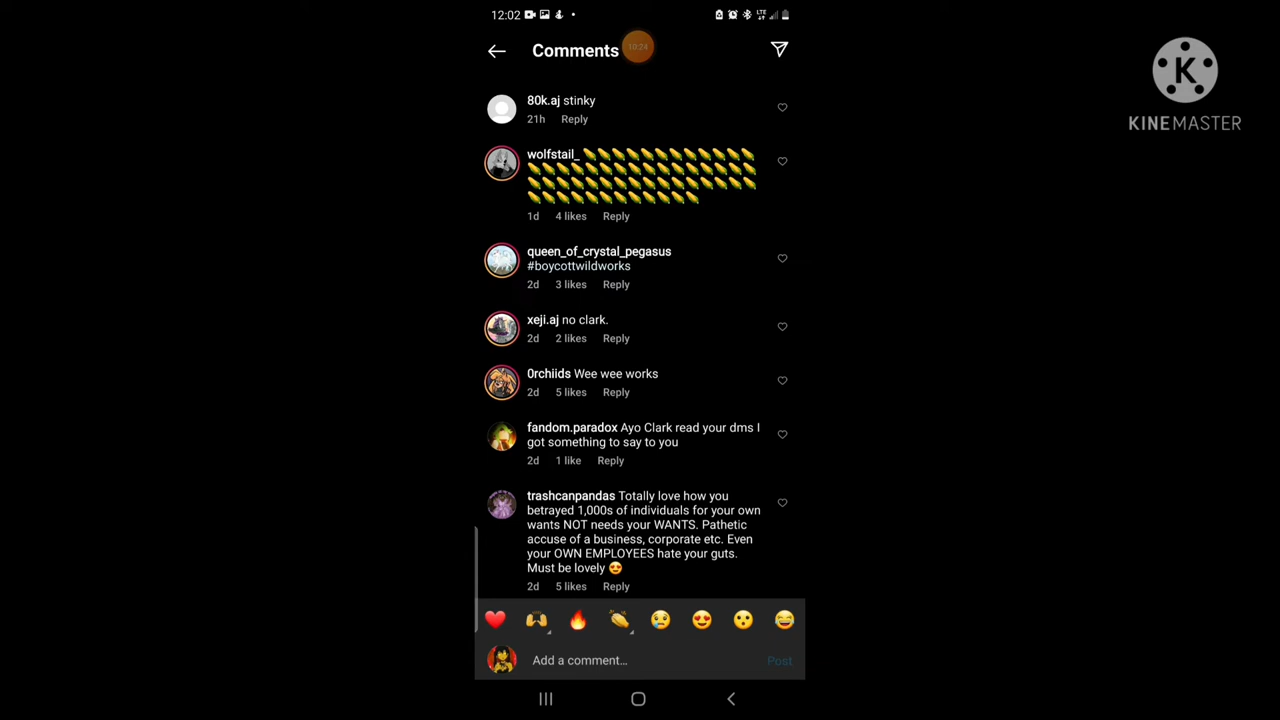 12:02
LTE
Comments
10:24
80k.aj stinky
21h Reply
wolfstail_ 🌽🌽🌽🌽🌽🌽🌽🌽🌽🌽🌽🌽
🌽🌽🌽🌽🌽🌽🌽🌽🌽🌽🌽🌽🌽🌽🌽🌽
🌽🌽🌽🌽🌽🌽🌽🌽🌽🌽🌽🌽🌽🌽🌽🌽
🌽🌽🌽🌽🌽🌽🌽🌽🌽🌽🌽🌽
1d 4 likes Reply
queen_of_crystal_pegasus
#boycottwildworks
2d 3 likes Reply
xeji.aj no clark.
2d 2 likes Reply
0rchiids Wee wee works
2d 5 likes Reply
fandom.paradox Ayo Clark read your dms I
got something to say to you
2d 1 like Reply
trashcanpandas Totally love how you
betrayed 1,000s of individuals for your own
wants NOT needs your WANTS. Pathetic
accuse of a business, corporate etc. Even
your OWN EMPLOYEES hate your guts.
Must be lovely 😍
2d 5 likes Reply
Add a comment... Post
K
KINEMASTER